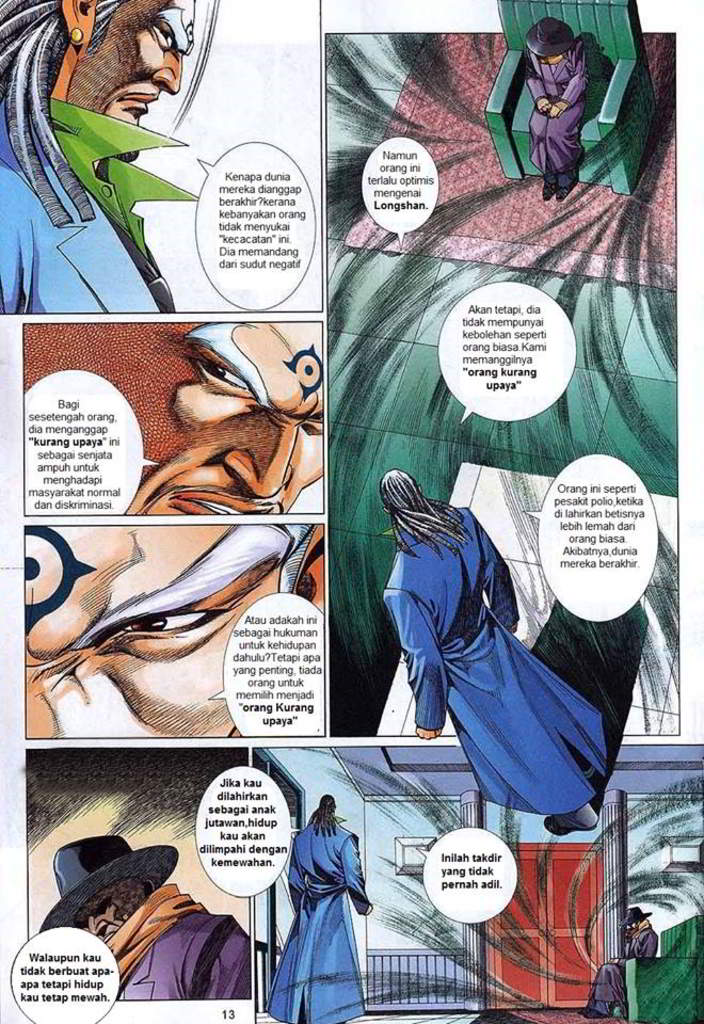 Namun
orang ini
terlalu optimis
mengenai
Longshan.
Akan tetapi, dia
tidak mempunyai
kebolehan seperti
orang biasa.Kami
memanggilnya
"orang kurang
upaya"
Orang ini seperti
pesakit polio,ketika
di lahirkan betisnya
lebih lemah dari
orang biasa.
Akibatnya,dunia
mereka berakhir.
Kenapa dunia
mereka dianggap
berakhir?kerana
kebanyakan orang
tidak menyukai
"kecacatan" ini.
Dia memandang
dari sudut negatif
Bagi
sesetengah orang,
dia menganggap
"kurang upaya" ini
sebagai senjata
ampuh untuk
menghadapi
masyarakat normal
dan diskriminasi.
Atau adakah ini
sebagai hukuman
untuk kehidupan
dahulu?Tetapi apa
yang penting, tiada
orang untuk
memilih menjadi
"orang Kurang
upaya"
Inilah takdir
yang tidak
pernah adil.
Jika kau
dilahirkan
sebagai anak
jutawan,hidup
kau akan
dilimpahi dengan
kemewahan.
Walaupun kau
tidak berbuat apa-
apa tetapi hidup
kau tetap mewah.
13